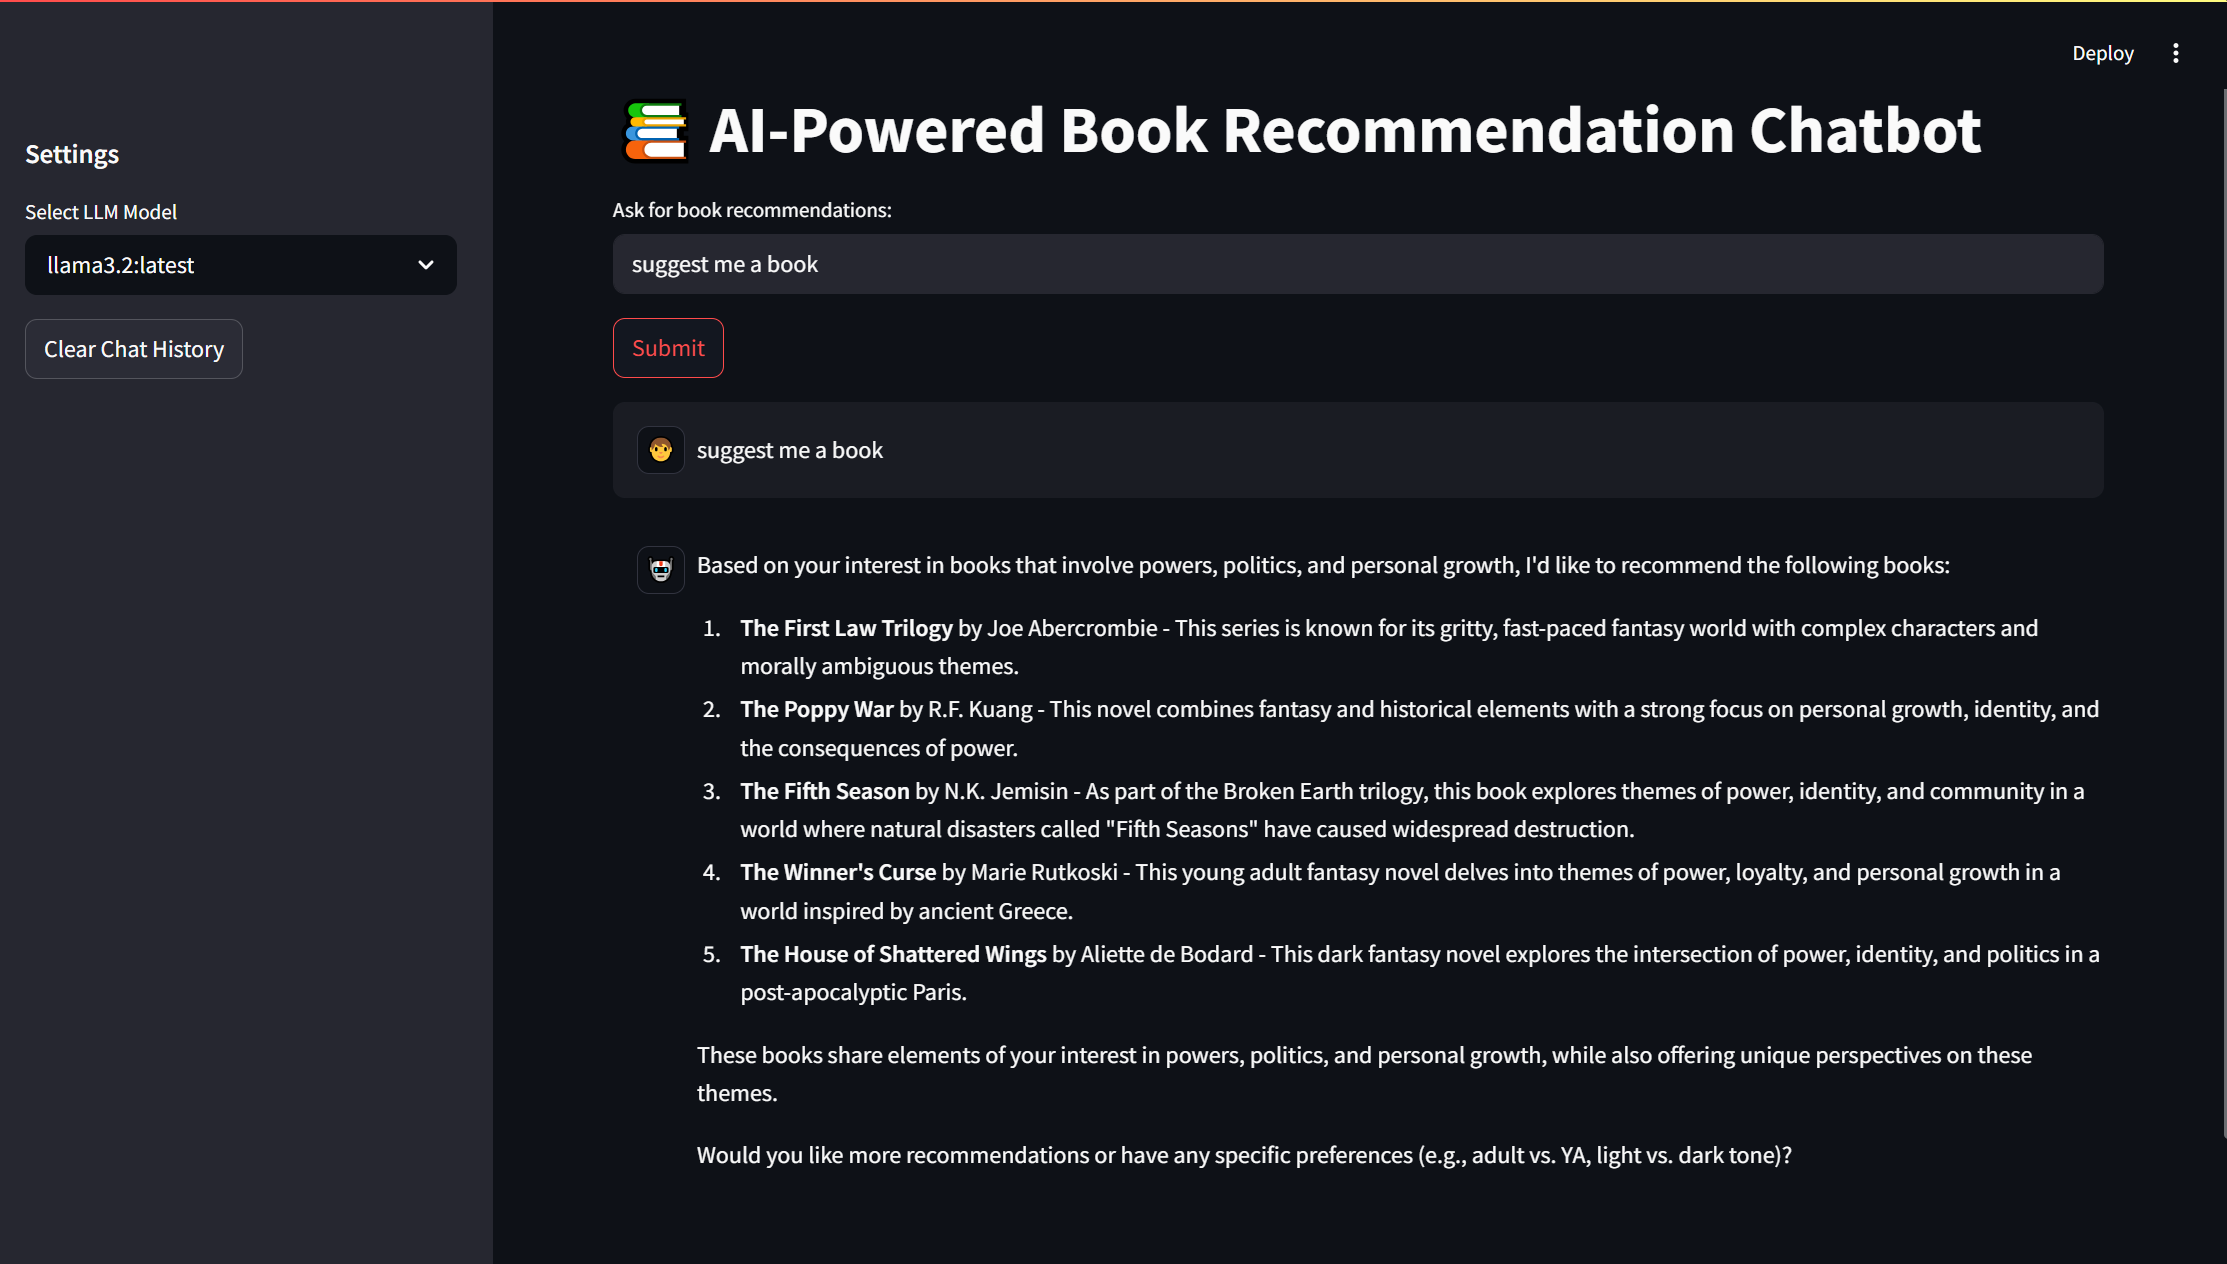 Deploy
Settings
Select LLM Model
llama3.2:latest
Clear Chat History
AI-Powered Book Recommendation Chatbot
Ask for book recommendations:
suggest me a book
Submit
suggest me a book
Based on your interest in books that involve powers, politics, and personal growth, I'd like to recommend the following books:
1. The First Law Trilogy by Joe Abercrombie - This series is known for its gritty, fast-paced fantasy world with complex characters and
morally ambiguous themes.
2. The Poppy War by R.F. Kuang - This novel combines fantasy and historical elements with a strong focus on personal growth, identity, and
the consequences of power.
3. The Fifth Season by N.K. Jemisin - As part of the Broken Earth trilogy, this book explores themes of power, identity, and community in a
world where natural disasters called "Fifth Seasons" have caused widespread destruction.
4. The Winner's Curse by Marie Rutkoski - This young adult fantasy novel delves into themes of power, loyalty, and personal growth in a
world inspired by ancient Greece.
5. The House of Shattered Wings by Aliette de Bodard - This dark fantasy novel explores the intersection of power, identity, and politics in a
post-apocalyptic Paris.
These books share elements of your interest in powers, politics, and personal growth, while also offering unique perspectives on these
themes.
Would you like more recommendations or have any specific preferences (e.g., adult vs. YA, light vs. dark tone)?